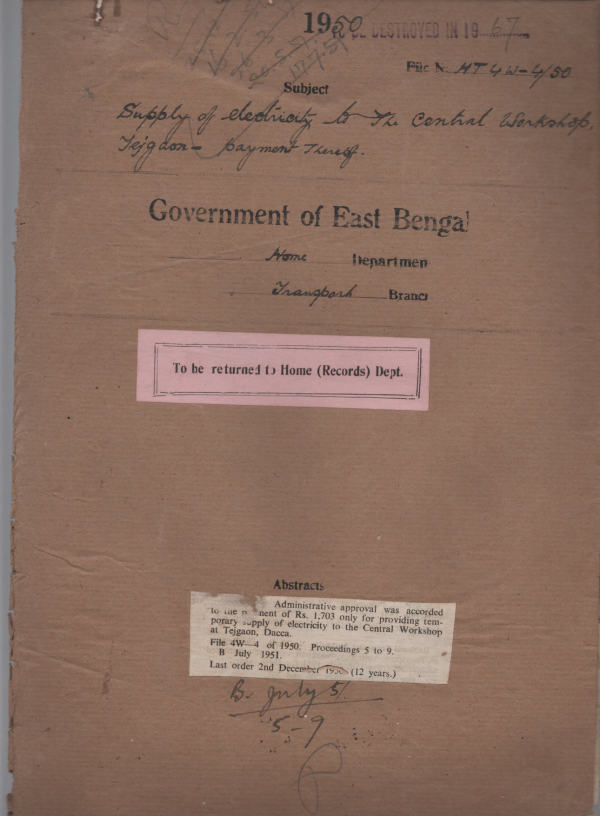 1950 TO BE DESTROYED IN 1967
File N. HT 4W-4/50
Subject
Supply of electricity to The Central Workshop,
Tejgaon - payment Thereof.
Government of East Bengal
Home Departmen
Transport Branc
To be returned to Home (Records) Dept.
Abstracts
Administrative approval was accorded
to the p nent of Rs. 1,703 only for providing tem-
porary supply of electricity to the Central Workshop
at Tejgaon, Dacca.
File 4W-4 of 1950. Proceedings 5 to 9.
B July 1951.
Last order 2nd December 1950 (12 years.)
B. July 51
5-9